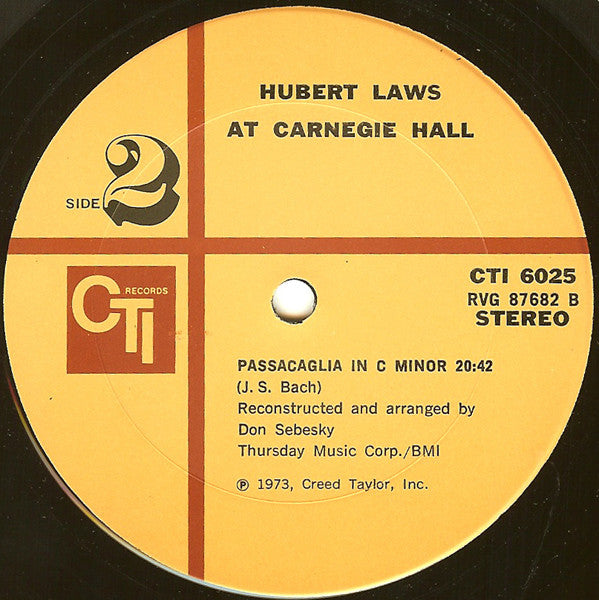 HUBERT LAWS
AT CARNEGIE HALL
SIDE 2
CTI RECORDS
CTI 6025
RVG 87682 B
STEREO
PASSACAGLIA IN C MINOR 20:42
(J. S. Bach)
Reconstructed and arranged by
Don Sebesky
Thursday Music Corp./BMI
℗ 1973, Creed Taylor, Inc.